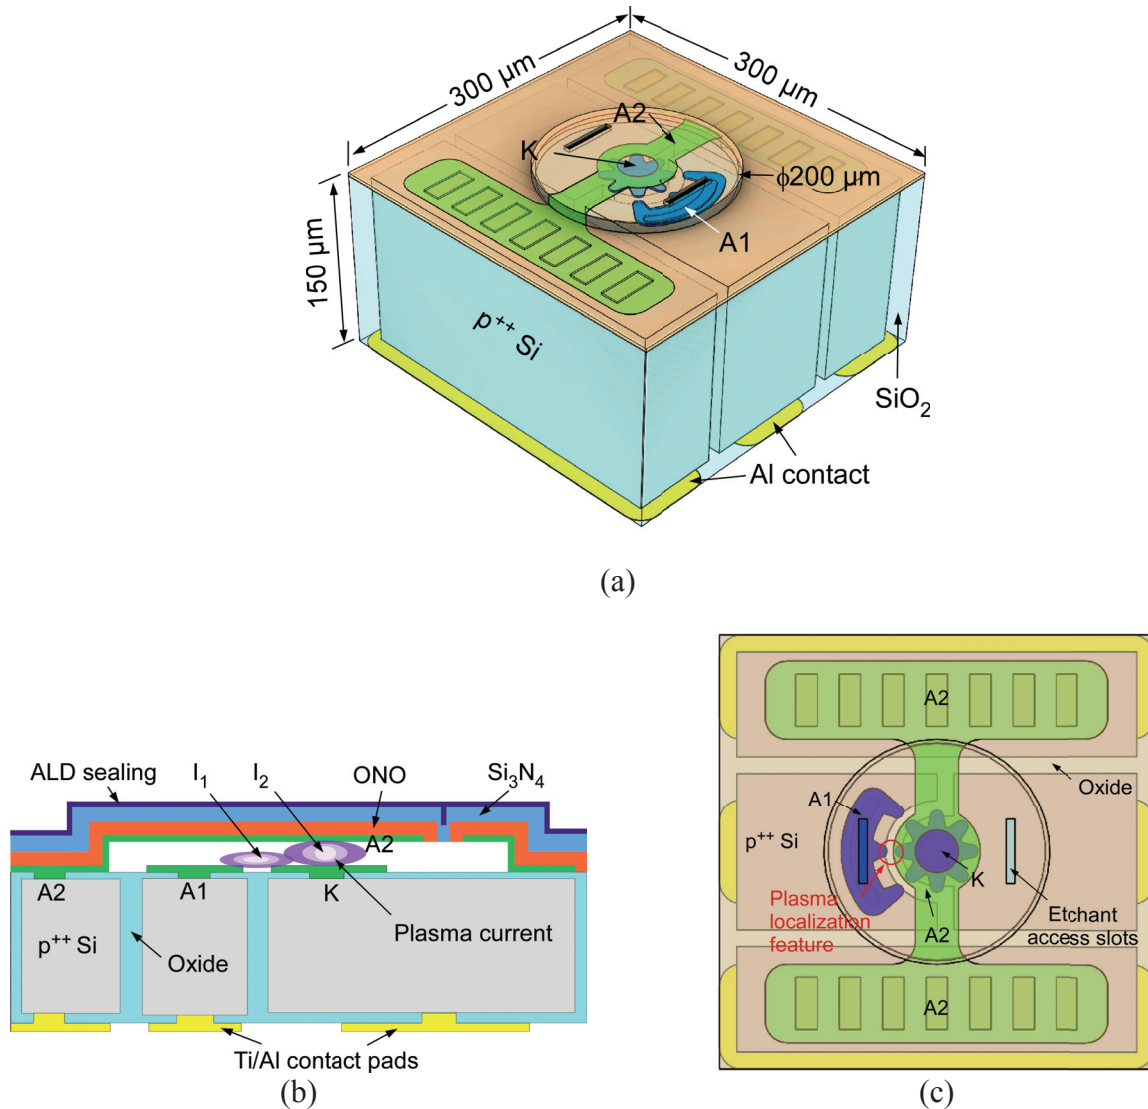 300 µm
300 µm
A2
K
ϕ200 µm
A1
150 µm
p⁺⁺ Si
SiO₂
Al contact
(a)
ALD sealing
I₁
I₂
ONO
Si₃N₄
A2
A2
A1
K
p⁺⁺ Si
Oxide
Plasma current
Ti/Al contact pads
(b)
A2
Oxide
A1
p⁺⁺ Si
K
Plasma
localization
feature
A2
Etchant
access slots
A2
(c)